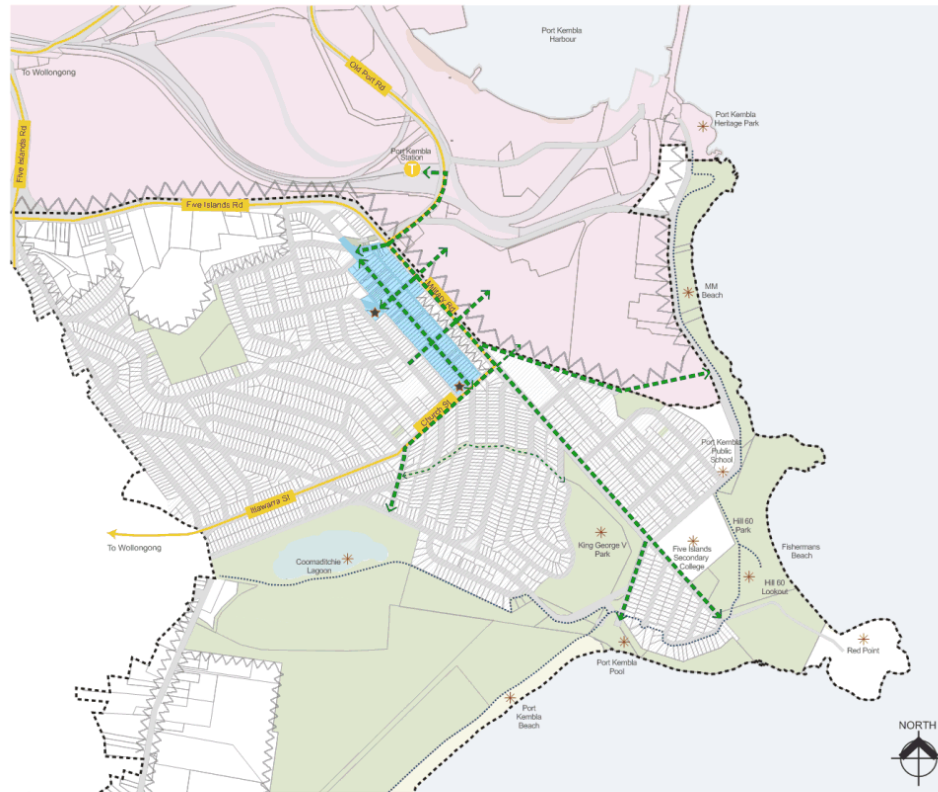 Port Kembla
Harbour
To Wollongong
Old Port Rd
Five Islands Rd
Port Kembla
Heritage Park
Port Kembla
Station
T
Five Islands Rd
MM
Beach
Military Rd
Church St
Port Kembla
Public
School
Illawarra St
Hill 60
Park
To Wollongong
King George V
Park
Five Islands
Secondary
College
Fishermans
Beach
Coomaditchie
Lagoon
Hill 60
Lookout
Red Point
Port Kembla
Pool
Port
Kembla
Beach
NORTH